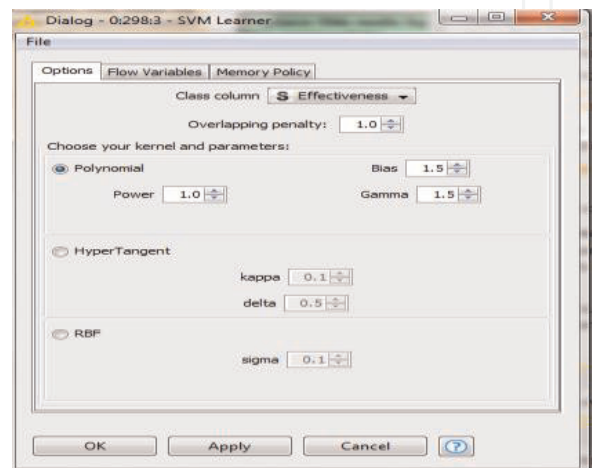 Dialog - 0:298:3 - SVM Learner
File
Options Flow Variables Memory Policy
Class column S Effectiveness
Overlapping penalty: 1.0
Choose your kernel and parameters:
Polynomial Bias 1.5
Power 1.0 Gamma 1.5
HyperTangent
kappa 0.1
delta 0.5
RBF
sigma 0.1
OK Apply Cancel ?